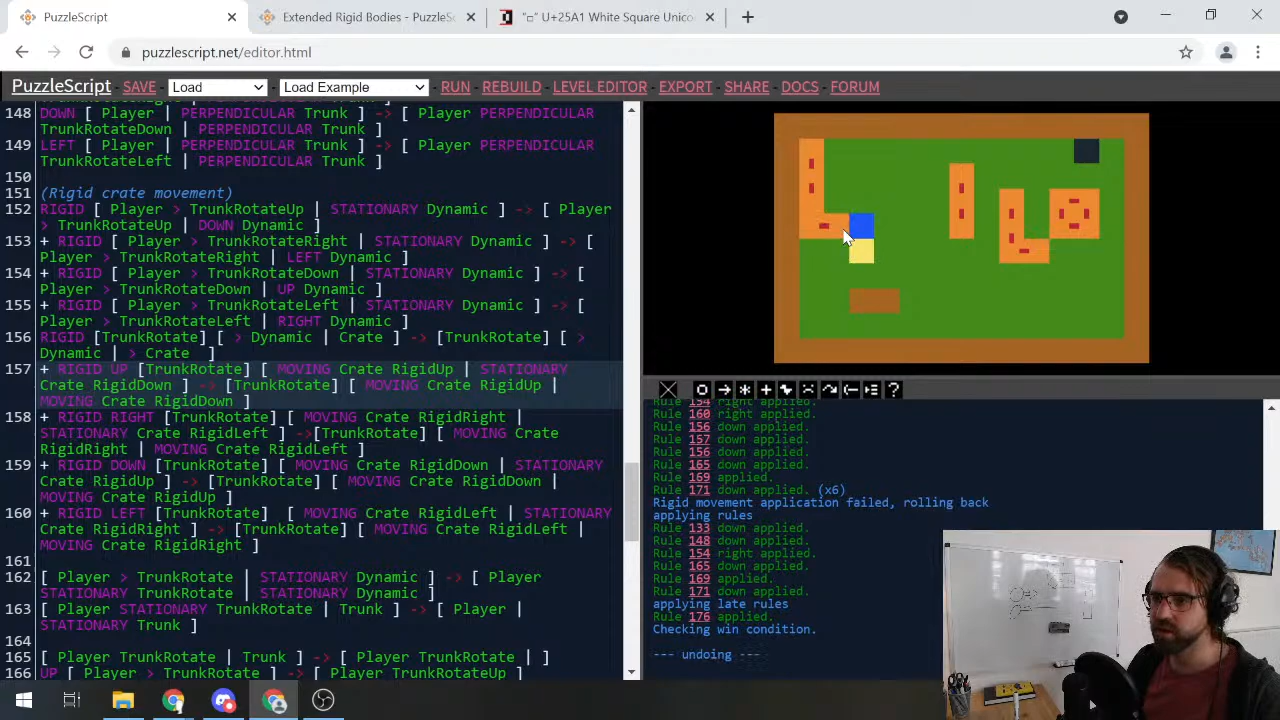 PuzzleScript
Extended Rigid Bodies - PuzzleSc
"□" U+25A1 White Square Unico
puzzlescript.net/editor.html
PuzzleScript SAVE - Load Load Example RUN - REBUILD - LEVEL EDITOR - EXPORT - SHARE - DOCS - FORUM
148 DOWN [ Player | PERPENDICULAR Trunk ] -> [ Player PERPENDICULAR
TrunkRotateDown | PERPENDICULAR Trunk ]
149 LEFT [ Player | PERPENDICULAR Trunk ] -> [ Player PERPENDICULAR
TrunkRotateLeft | PERPENDICULAR Trunk ]
150
151 (Rigid crate movement)
152 RIGID [ Player > TrunkRotateUp | STATIONARY Dynamic ] -> [ Player
> TrunkRotateUp | DOWN Dynamic ]
153 + RIGID [ Player > TrunkRotateRight | STATIONARY Dynamic ] -> [
Player > TrunkRotateRight | LEFT Dynamic ]
154 + RIGID [ Player > TrunkRotateDown | STATIONARY Dynamic ] -> [
Player > TrunkRotateDown | UP Dynamic ]
155 + RIGID [ Player > TrunkRotateLeft | STATIONARY Dynamic ] -> [
Player > TrunkRotateLeft | RIGHT Dynamic ]
156 RIGID [TrunkRotate] [ > Dynamic | Crate ] -> [TrunkRotate] [ >
Dynamic | > Crate  ]
157 + RIGID UP [TrunkRotate] [ MOVING Crate RigidUp | STATIONARY
Crate RigidDown ] -> [TrunkRotate] [ MOVING Crate RigidUp |
MOVING Crate RigidDown ]
158 + RIGID RIGHT [TrunkRotate] [ MOVING Crate RigidRight |
STATIONARY Crate RigidLeft ] ->[TrunkRotate] [ MOVING Crate
RigidRight | MOVING Crate RigidLeft ]
159 + RIGID DOWN [TrunkRotate] [ MOVING Crate RigidDown | STATIONARY
Crate RigidUp ] -> [TrunkRotate] [ MOVING Crate RigidDown |
MOVING Crate RigidUp ]
160 + RIGID LEFT [TrunkRotate]  [ MOVING Crate RigidLeft | STATIONARY
Crate RigidRight ] -> [TrunkRotate] [ MOVING Crate RigidLeft |
MOVING Crate RigidRight ]
161
162 [ Player > TrunkRotate | STATIONARY Dynamic ] -> [ Player
STATIONARY TrunkRotate | STATIONARY Dynamic ]
163 [ Player STATIONARY TrunkRotate | Trunk ] -> [ Player |
STATIONARY Trunk ]
164
165 [ Player TrunkRotate | Trunk ] -> [ Player TrunkRotate | ]
166 UP [ Player > TrunkRotate ] -> [ Player TrunkRotateUp ]
Rule 154 right applied.
Rule 160 right applied.
Rule 156 down applied.
Rule 157 down applied.
Rule 156 down applied.
Rule 165 down applied.
Rule 169 applied.
Rule 171 down applied. (x6)
Rigid movement application failed, rolling back
applying rules
Rule 133 down applied.
Rule 148 down applied.
Rule 154 right applied.
Rule 165 down applied.
Rule 169 applied.
Rule 171 down applied.
applying late rules
Rule 176 applied.
Checking win condition.
--- undoing ---